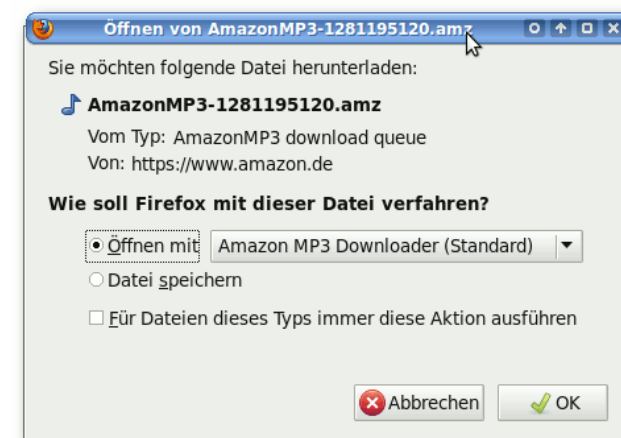 Öffnen von AmazonMP3-1281195120.amz
Sie möchten folgende Datei herunterladen:
AmazonMP3-1281195120.amz
Vom Typ: AmazonMP3 download queue
Von: https://www.amazon.de
Wie soll Firefox mit dieser Datei verfahren?
Öffnen mit Amazon MP3 Downloader (Standard)
Datei speichern
Für Dateien dieses Typs immer diese Aktion ausführen
Abbrechen OK